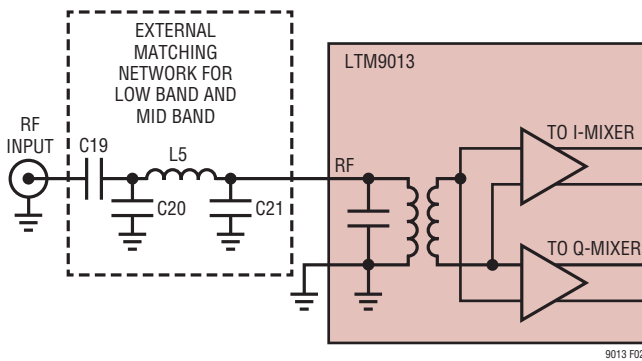 EXTERNAL
MATCHING
NETWORK FOR
LOW BAND AND
MID BAND
LTM9013
RF
INPUT
C19
L5
C20
C21
RF
TO I-MIXER
TO Q-MIXER
9013 F02